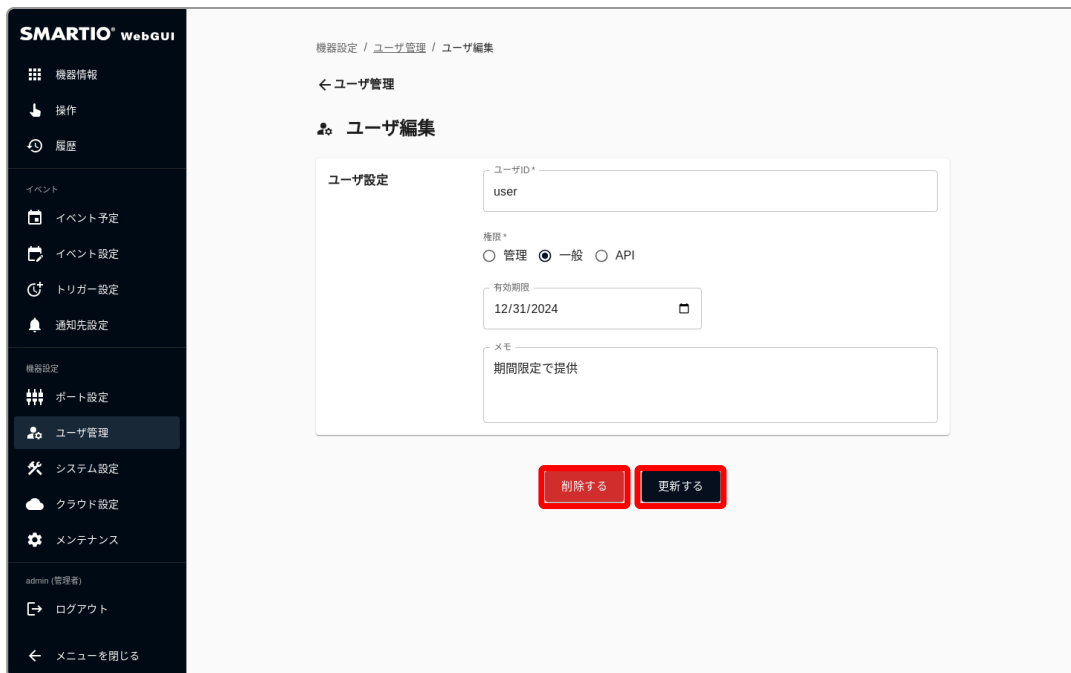 SMARTIO® WebGUI
機器情報
操作
履歴
イベント
イベント予定
イベント設定
トリガー設定
通知先設定
機器設定
ポート設定
ユーザ管理
システム設定
クラウド設定
メンテナンス
admin (管理者)
ログアウト
メニューを閉じる
機器設定 / ユーザ管理 / ユーザ編集
ユーザ管理
ユーザ編集
ユーザ設定
ユーザID *
user
権限 *
管理 一般 API
有効期限
12/31/2024
メモ
期間限定で提供
削除する 更新する